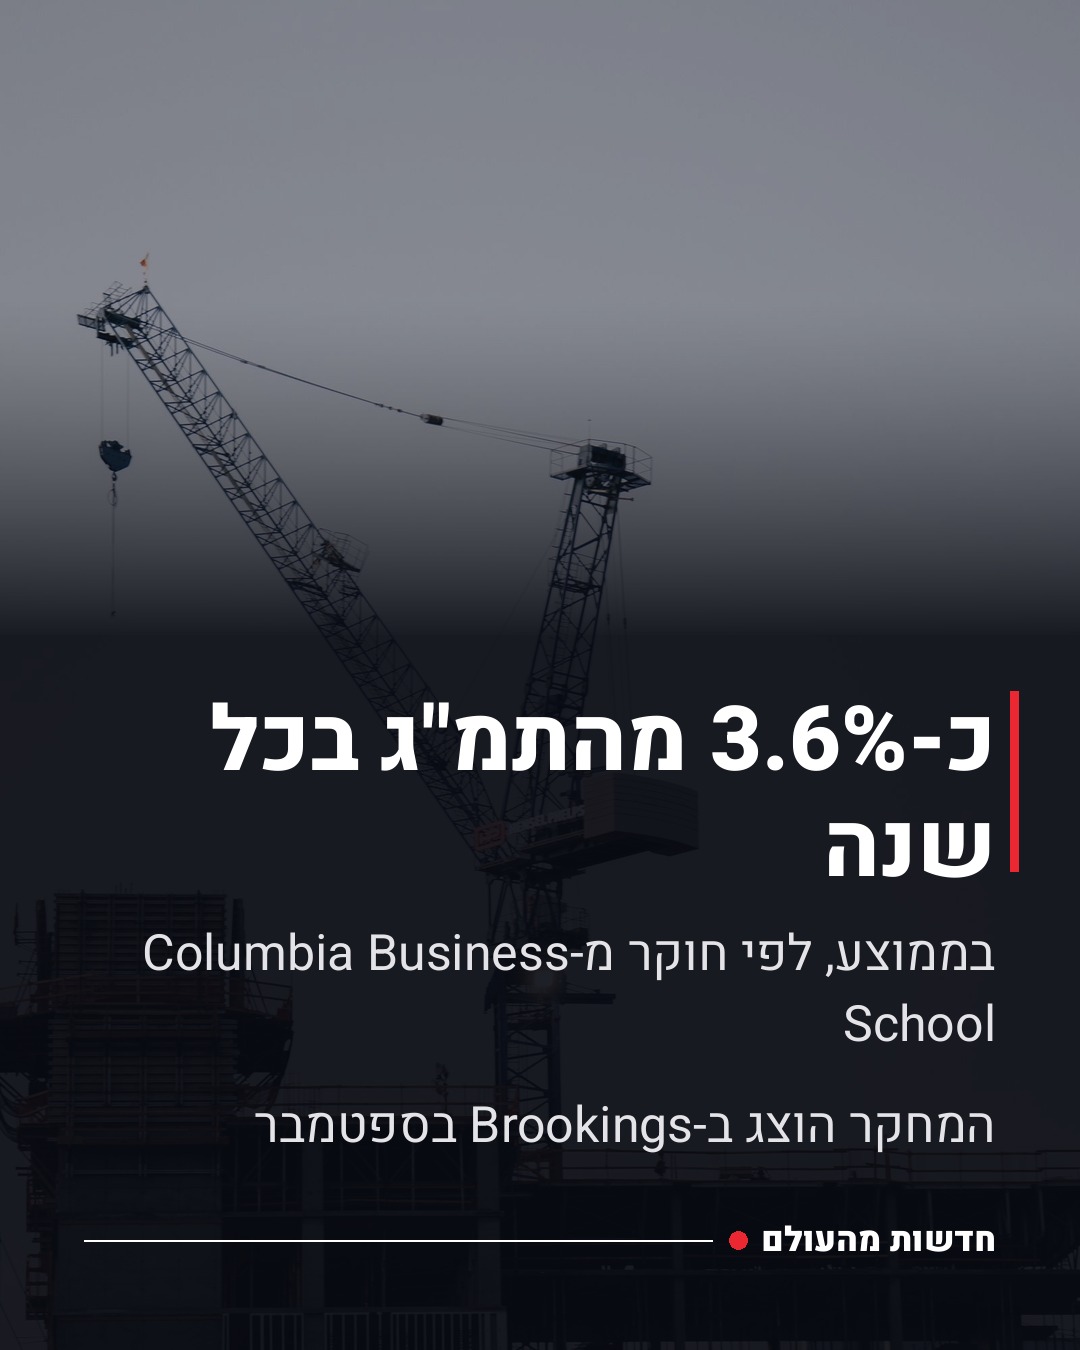 כ-3.6% מהתמ"ג בכל
שנה
בממוצע, לפי חוקר מ-Columbia Business
School
המחקר הוצג ב-Brookings בספטמבר
חדשות מהעולם